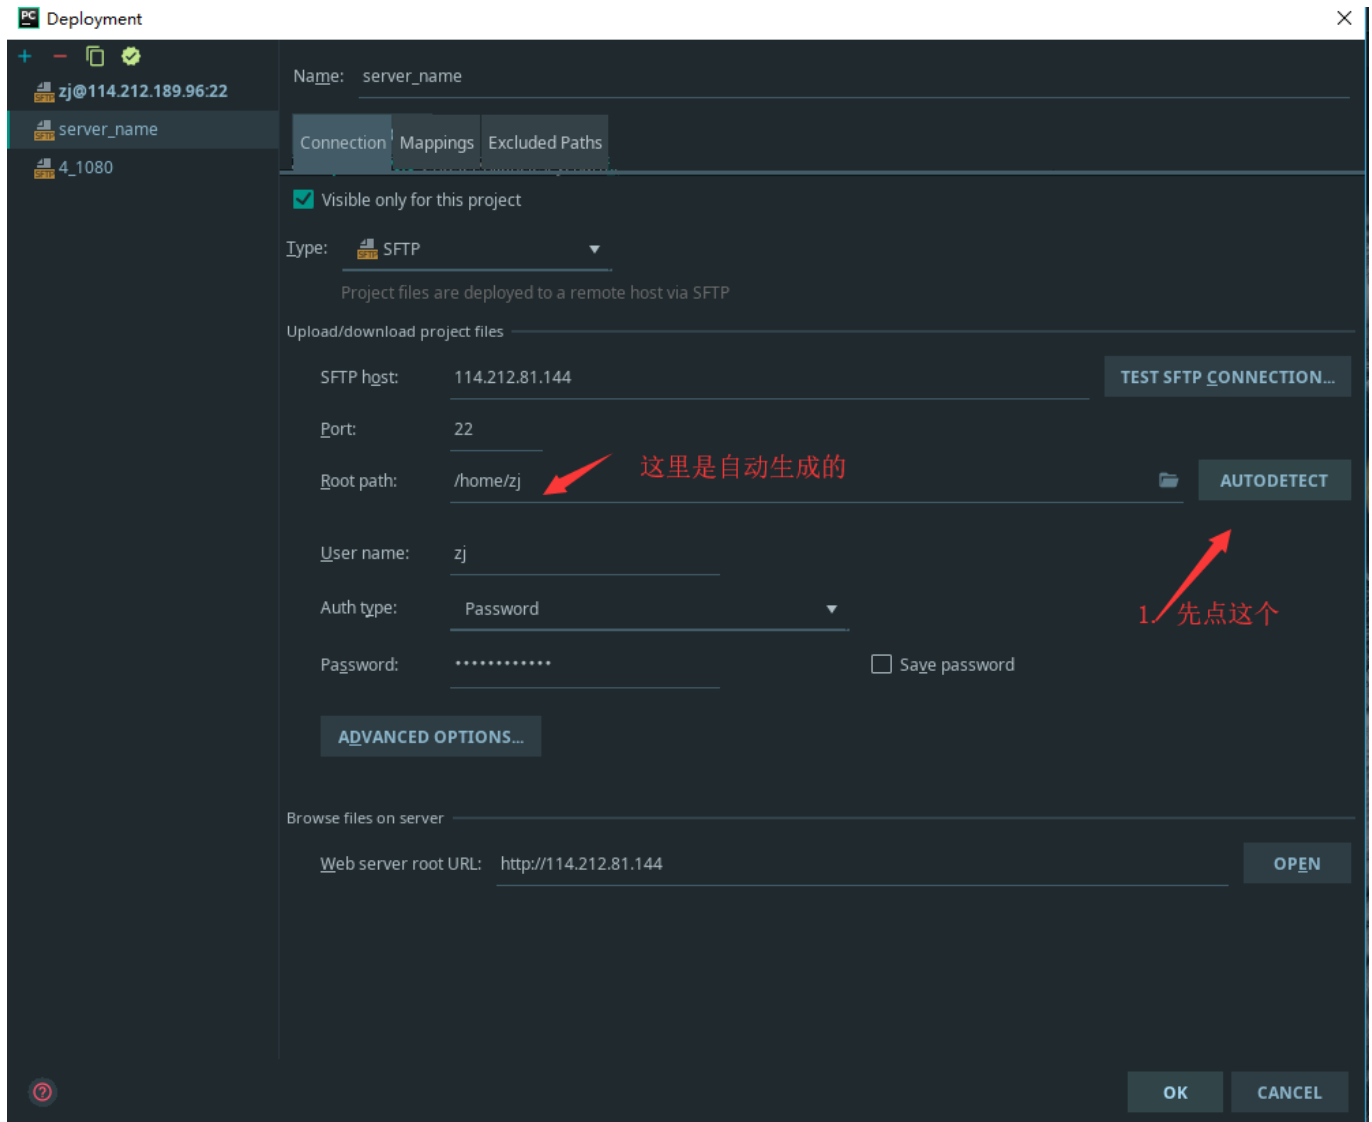 Deployment
zj@114.212.189.96:22
server_name
4_1080
Name: server_name
Connection Mappings Excluded Paths
Visible only for this project
Type: SFTP
Project files are deployed to a remote host via SFTP
Upload/download project files
SFTP host: 114.212.81.144 TEST SFTP CONNECTION...
Port: 22
这里是自动生成的
Root path: /home/zj AUTODETECT
User name: zj
Auth type: Password
1. 先点这个
Password: •••••••••••• Save password
ADVANCED OPTIONS...
Browse files on server
Web server root URL: http://114.212.81.144 OPEN
OK CANCEL